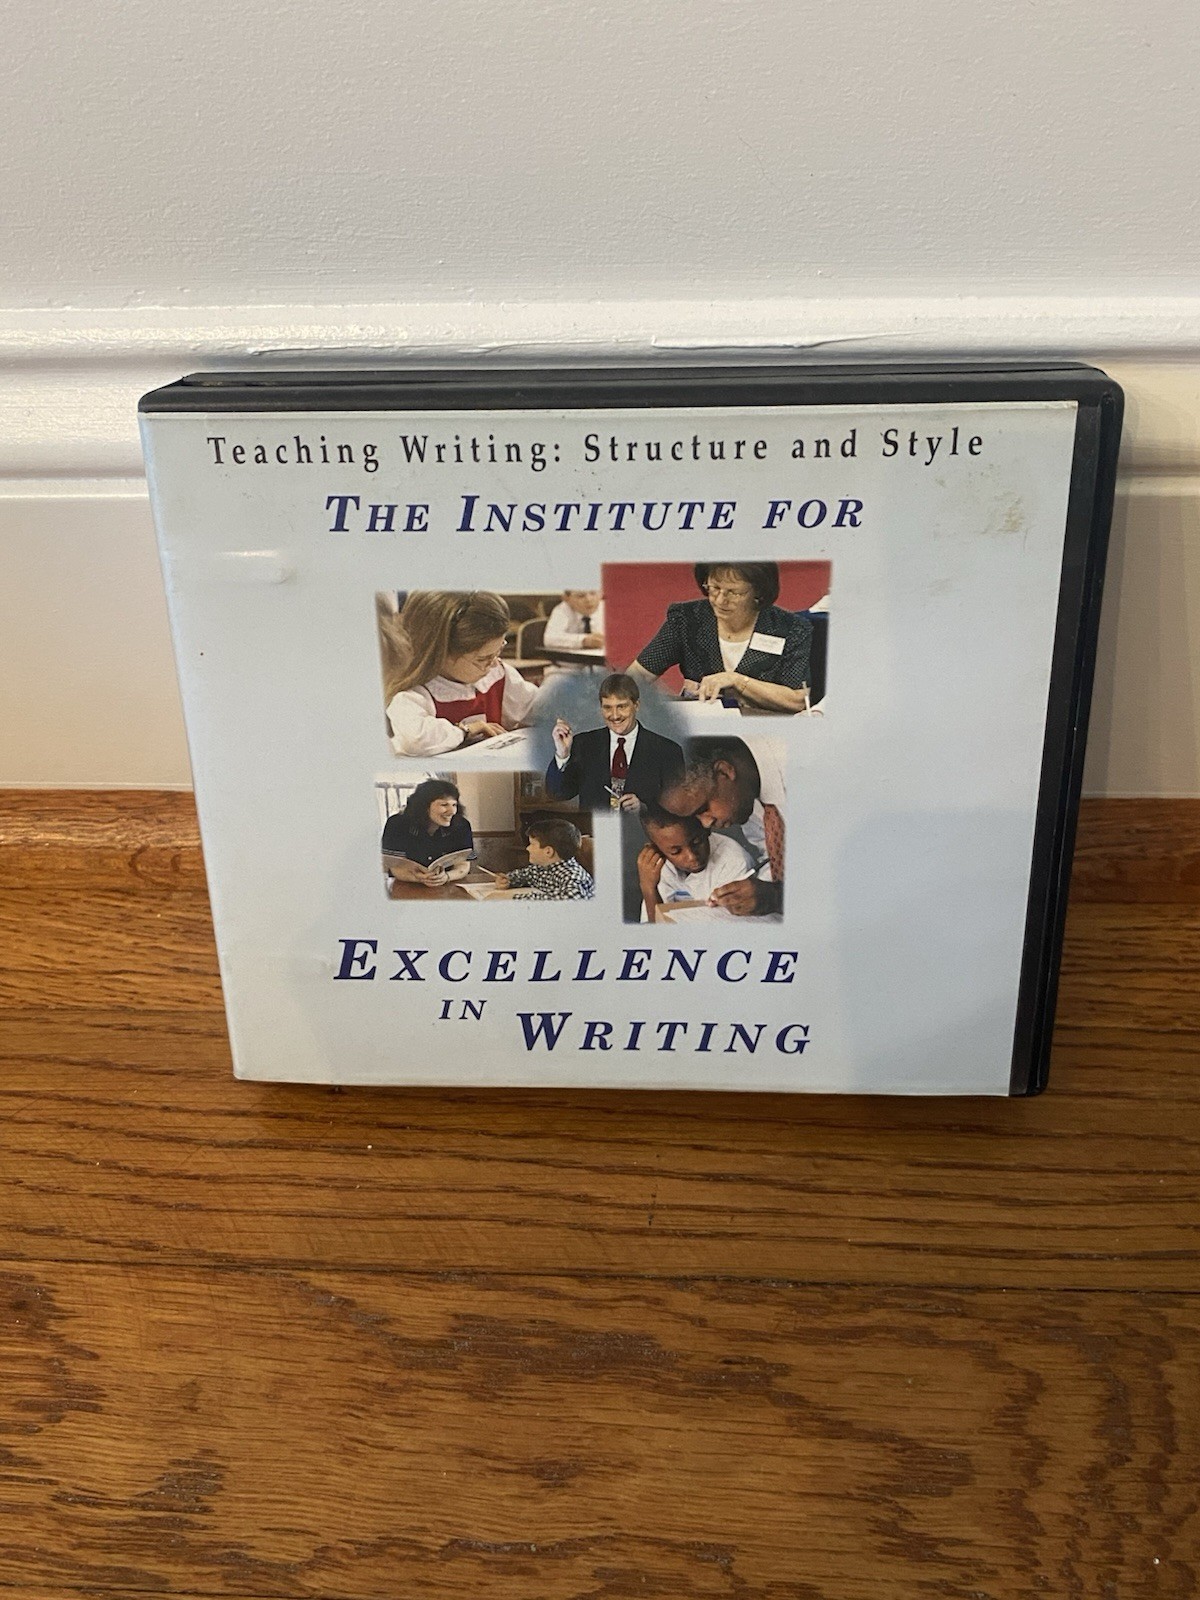 Teaching Writing: Structure and Style
THE INSTITUTE FOR
EXCELLENCE
IN
WRITING